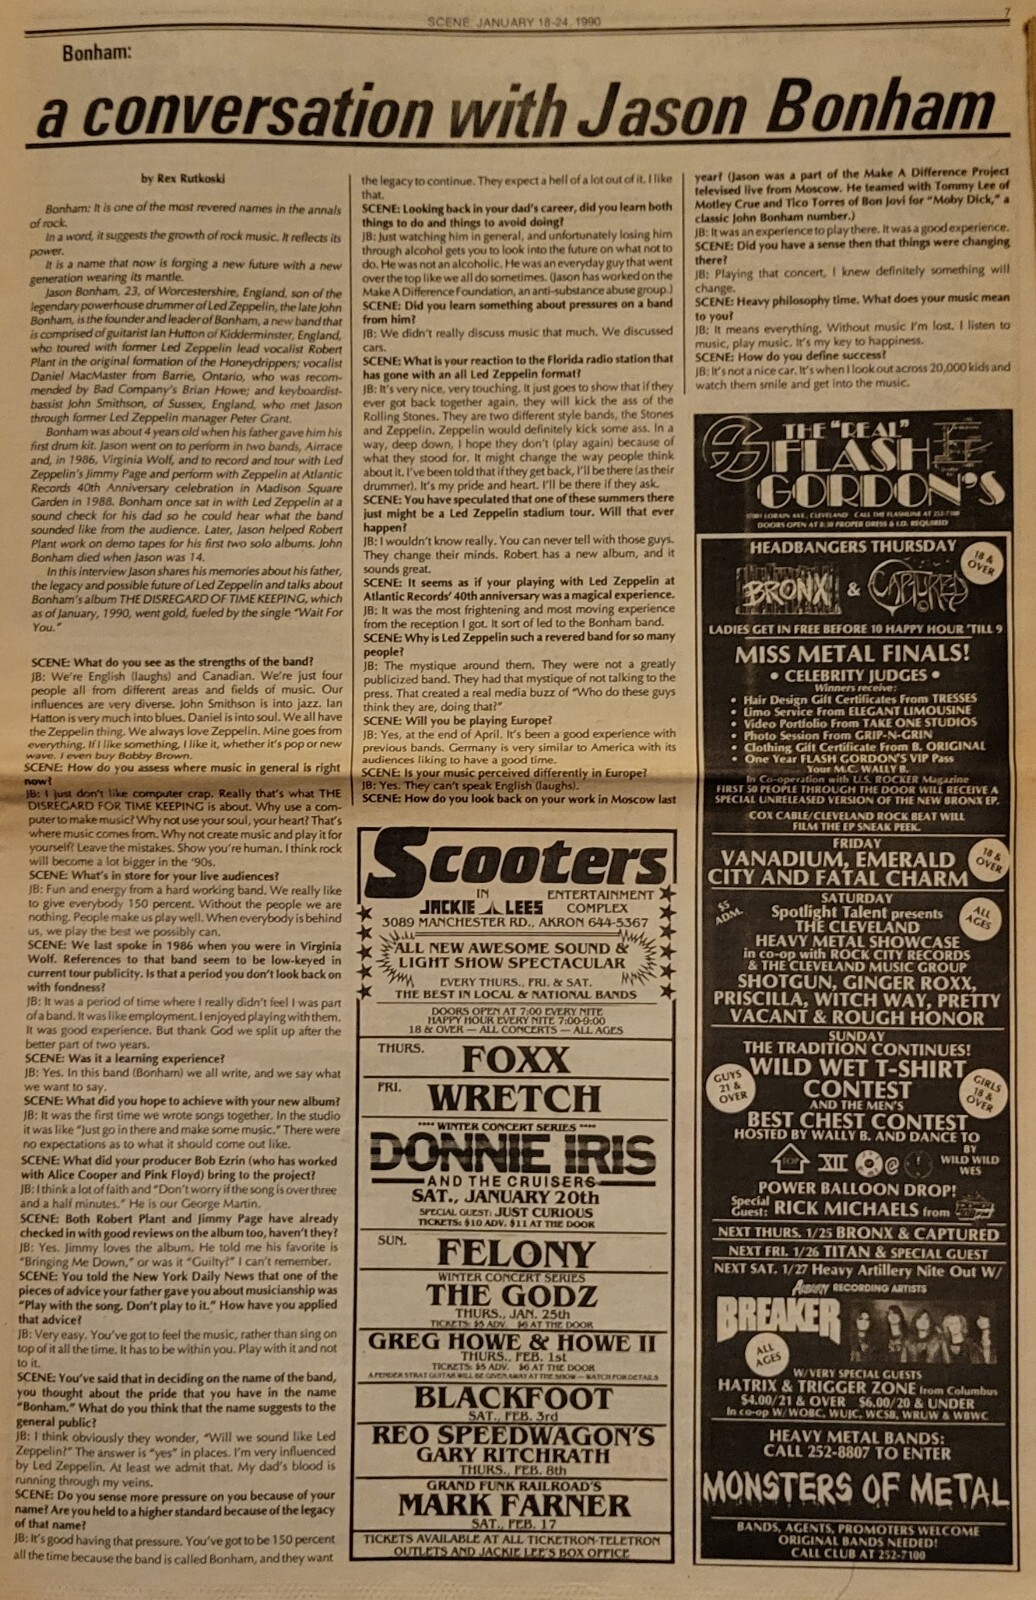 SCENE, JANUARY 18-24, 1990
7
Bonham:
a conversation with Jason Bonham
by Rex Rutkoski
Bonham: It is one of the most revered names in the annals
of rock.
In a word, it suggests the growth of rock music. It reflects its
power.
It is a name that now is forging a new future with a new
generation wearing its mantle.
Jason Bonham, 23, of Worcestershire, England, son of the
legendary powerhouse drummer of Led Zeppelin, the late John
Bonham, is the founder and leader of Bonham, a new band that
is comprised of guitarist Ian Hutton of Kidderminster, England,
who toured with former Led Zeppelin lead vocalist Robert
Plant in the original formation of the Honeydrippers; vocalist
Daniel MacMaster from Barrie, Ontario, who was recom-
mended by Bad Company's Brian Howe; and keyboardist-
bassist John Smithson, of Sussex, England, who met Jason
through former Led Zeppelin manager Peter Grant.
Bonham was about 4 years old when his father gave him his
first drum kit. Jason went on to perform in two bands, Airrace
and, in 1986, Virginia Wolf, and to record and tour with Led
Zeppelin's Jimmy Page and perform with Zeppelin at Atlantic
Records 40th Anniversary celebration in Madison Square
Garden in 1988. Bonham once sat in with Led Zeppelin at a
sound check for his dad so he could hear what the band
sounded like from the audience. Later, Jason helped Robert
Plant work on demo tapes for his first two solo albums. John
Bonham died when Jason was 14.
In this interview Jason shares his memories about his father,
the legacy and possible future of Led Zeppelin and talks about
Bonham's album THE DISREGARD OF TIME KEEPING, which
as of January, 1990, went gold, fueled by the single "Wait For
You."
SCENE: What do you see as the strengths of the band?
JB: We're English (laughs) and Canadian. We're just four
people all from different areas and fields of music. Our
influences are very diverse. John Smithson is into jazz. Ian
Hatton is very much into blues. Daniel is into soul. We all have
the Zeppelin thing. We always love Zeppelin. Mine goes from
everything. If I like something, I like it, whether it's pop or new
wave. I even buy Bobby Brown.
SCENE: How do you assess where music in general is right
now?
JB: I just don't like computer crap. Really that's what THE
DISREGARD FOR TIME KEEPING is about. Why use a com-
puter to make music? Why not use your soul, your heart? That's
where music comes from. Why not create music and play it for
yourself? Leave the mistakes. Show you're human. I think rock
will become a lot bigger in the '90s.
SCENE: What's in store for your live audiences?
JB: Fun and energy from a hard working band. We really like
to give everybody 150 percent. Without the people we are
nothing. People make us play well. When everybody is behind
us, we play the best we possibly can.
SCENE: We last spoke in 1986 when you were in Virginia
Wolf. References to that band seem to be low-keyed in
current tour publicity. Is that a period you don't look back on
with fondness?
JB: It was a period of time where I really didn't feel I was part
of a band. It was like employment. I enjoyed playing with them.
It was good experience. But thank God we split up after the
better part of two years.
SCENE: Was it a learning experience?
JB: Yes. In this band (Bonham) we all write, and we say what
we want to say.
SCENE: What did you hope to achieve with your new album?
JB: It was the first time we wrote songs together. In the studio
it was like "Just go in there and make some music." There were
no expectations as to what it should come out like.
SCENE: What did your producer Bob Ezrin (who has worked
with Alice Cooper and Pink Floyd) bring to the project?
JB: I think a lot of faith and "Don't worry if the song is over three
and a half minutes." He is our George Martin.
SCENE: Both Robert Plant and Jimmy Page have already
checked in with good reviews on the album too, haven't they?
JB: Yes. Jimmy loves the album. He told me his favorite is
"Bringing Me Down," or was it "Guilty?" I can't remember.
SCENE: You told the New York Daily News that one of the
pieces of advice your father gave you about musicianship was
"Play with the song. Don't play to it." How have you applied
that advice?
JB: Very easy. You've got to feel the music, rather than sing on
top of it all the time. It has to be within you. Play with it and not
to it.
SCENE: You've said that in deciding on the name of the band,
you thought about the pride that you have in the name
"Bonham." What do you think that the name suggests to the
general public?
JB: I think obviously they wonder, "Will we sound like Led
Zeppelin?" The answer is "yes" in places. I'm very influenced
by Led Zeppelin. At least we admit that. My dad's blood is
running through my veins.
SCENE: Do you sense more pressure on you because of your
name? Are you held to a higher standard because of the legacy
of that name?
JB: It's good having that pressure. You've got to be 150 percent
all the time because the band is called Bonham, and they want
the legacy to continue. They expect a hell of a lot out of it. I like
that.
SCENE: Looking back in your dad's career, did you learn both
things to do and things to avoid doing?
JB: Just watching him in general, and unfortunately losing him
through alcohol gets you to look into the future on what not to
do. He was not an alcoholic. He was an everyday guy that went
over the top like we all do sometimes. (Jason has worked on the
Make A Difference Foundation, an anti-substance abuse group.)
SCENE: Did you learn something about pressures on a band
from him?
JB: We didn't really discuss music that much. We discussed
cars.
SCENE: What is your reaction to the Florida radio station that
has gone with an all Led Zeppelin format?
JB: It's very nice, very touching. It just goes to show that if they
ever got back together again, they will kick the ass of the
Rolling Stones. They are two different style bands, the Stones
and Zeppelin. Zeppelin would definitely kick some ass. In a
way, deep down, I hope they don't (play again) because of
what they stood for. It might change the way people think
about it. I've been told that if they get back, I'll be there (as their
drummer). It's my pride and heart. I'll be there if they ask.
SCENE: You have speculated that one of these summers there
just might be a Led Zeppelin stadium tour. Will that ever
happen?
JB: I wouldn't know really. You can never tell with those guys.
They change their minds. Robert has a new album, and it
sounds great.
SCENE: It seems as if your playing with Led Zeppelin at
Atlantic Records' 40th anniversary was a magical experience.
JB: It was the most frightening and most moving experience
from the reception I got. It sort of led to the Bonham band.
SCENE: Why is Led Zeppelin such a revered band for so many
people?
JB: The mystique around them. They were not a greatly
publicized band. They had that mystique of not talking to the
press. That created a real media buzz of "Who do these guys
think they are, doing that?"
SCENE: Will you be playing Europe?
JB: Yes, at the end of April. It's been a good experience with
previous bands. Germany is very similar to America with its
audiences liking to have a good time.
SCENE: Is your music perceived differently in Europe?
JB: Yes. They can't speak English (laughs).
SCENE: How do you look back on your work in Moscow last
year? (Jason was a part of the Make A Difference Project
televised live from Moscow. He teamed with Tommy Lee of
Motley Crue and Tico Torres of Bon Jovi for "Moby Dick," a
classic John Bonham number.)
JB: It was an experience to play there. It was a good experience.
SCENE: Did you have a sense then that things were changing
there?
JB: Playing that concert, I knew definitely something will
change.
SCENE: Heavy philosophy time. What does your music mean
to you?
JB: It means everything. Without music I'm lost. I listen to
music, play music. It's my key to happiness.
SCENE: How do you define success?
JB: It's not a nice car. It's when I look out across 20,000 kids and
watch them smile and get into the music.
Scooters
IN
JACKIE LEES
ENTERTAINMENT
COMPLEX
3089 MANCHESTER RD., AKRON 644-5367
ALL NEW AWESOME SOUND &
LIGHT SHOW SPECTACULAR
EVERY THURS., FRI. & SAT.
THE BEST IN LOCAL & NATIONAL BANDS
DOORS OPEN AT 7:00 EVERY NITE
HAPPY HOUR EVERY NITE 7:00-9:00
18 & OVER — ALL CONCERTS — ALL AGES
THURS.
FOXX
FRI.
WRETCH
**** WINTER CONCERT SERIES ****
DONNIE IRIS
AND THE CRUISERS
SAT., JANUARY 20th
SPECIAL GUEST: JUST CURIOUS
TICKETS: $10 ADV. $11 AT THE DOOR
SUN.
FELONY
WINTER CONCERT SERIES
THE GODZ
THURS., JAN. 25th
TICKETS: $5 ADV. $6 AT THE DOOR
GREG HOWE & HOWE II
THURS., FEB. 1st
TICKETS: $5 ADV. $6 AT THE DOOR
A FENDER STRAT GUITAR WILL BE GIVEN AWAY AT THE SHOW — WATCH FOR DETAILS
BLACKFOOT
SAT., FEB. 3rd
REO SPEEDWAGON'S
GARY RITCHRATH
THURS., FEB. 8th
GRAND FUNK RAILROAD'S
MARK FARNER
SAT., FEB. 17
TICKETS AVAILABLE AT ALL TICKETRON-TELETRON
OUTLETS AND JACKIE LEE'S BOX OFFICE
THE "REAL"
FLASH
GORDON'S
LORAIN AVE., CLEVELAND CALL THE FLASHLINE AT 252-7100
DOORS OPEN AT 8:30 PROPER DRESS & I.D. REQUIRED
HEADBANGERS THURSDAY
18 &
OVER
BRONX & CAPTURED
LADIES GET IN FREE BEFORE 10 HAPPY HOUR 'TILL 9
MISS METAL FINALS!
• CELEBRITY JUDGES •
Winners receive:
• Hair Design Gift Certificates From TRESSES
• Limo Service From ELEGANT LIMOUSINE
• Video Portfolio From TAKE ONE STUDIOS
• Photo Session From GRIP-N-GRIN
• Clothing Gift Certificate From B. ORIGINAL
• One Year FLASH GORDON'S VIP Pass
Your M.C. WALLY B.
In Co-operation with U.S. ROCKER Magazine
FIRST 50 PEOPLE THROUGH THE DOOR WILL RECEIVE A
SPECIAL UNRELEASED VERSION OF THE NEW BRONX EP.
COX CABLE/CLEVELAND ROCK BEAT WILL
FILM THE EP SNEAK PEEK.
FRIDAY
VANADIUM, EMERALD
CITY AND FATAL CHARM
18 &
OVER
SATURDAY
$5
ADM.
Spotlight Talent presents
THE CLEVELAND
HEAVY METAL SHOWCASE
ALL
AGES
in co-op with ROCK CITY RECORDS
& THE CLEVELAND MUSIC GROUP
SHOTGUN, GINGER ROXX,
PRISCILLA, WITCH WAY, PRETTY
VACANT & ROUGH HONOR
SUNDAY
THE TRADITION CONTINUES!
WILD WET T-SHIRT
CONTEST
GUYS
21 &
OVER
GIRLS
18 &
OVER
AND THE MEN'S
BEST CHEST CONTEST
HOSTED BY WALLY B. AND DANCE TO
TOP XII @ !
BY
WILD WILD
WES
POWER BALLOON DROP!
Special
Guest: RICK MICHAELS from
NEXT THURS. 1/25 BRONX & CAPTURED
NEXT FRI. 1/26 TITAN & SPECIAL GUEST
NEXT SAT. 1/27 Heavy Artillery Nite Out W/
RECORDING ARTISTS
BREAKER
ALL
AGES
W/VERY SPECIAL GUESTS
HATRIX & TRIGGER ZONE from Columbus
$4.00/21 & OVER $6.00/20 & UNDER
In co-op W/ WOBC, WUJC, WCSB, WRUW & WBWC
HEAVY METAL BANDS:
CALL 252-8807 TO ENTER
MONSTERS OF METAL
BANDS, AGENTS, PROMOTERS WELCOME
ORIGINAL BANDS NEEDED!
CALL CLUB AT 252-7100